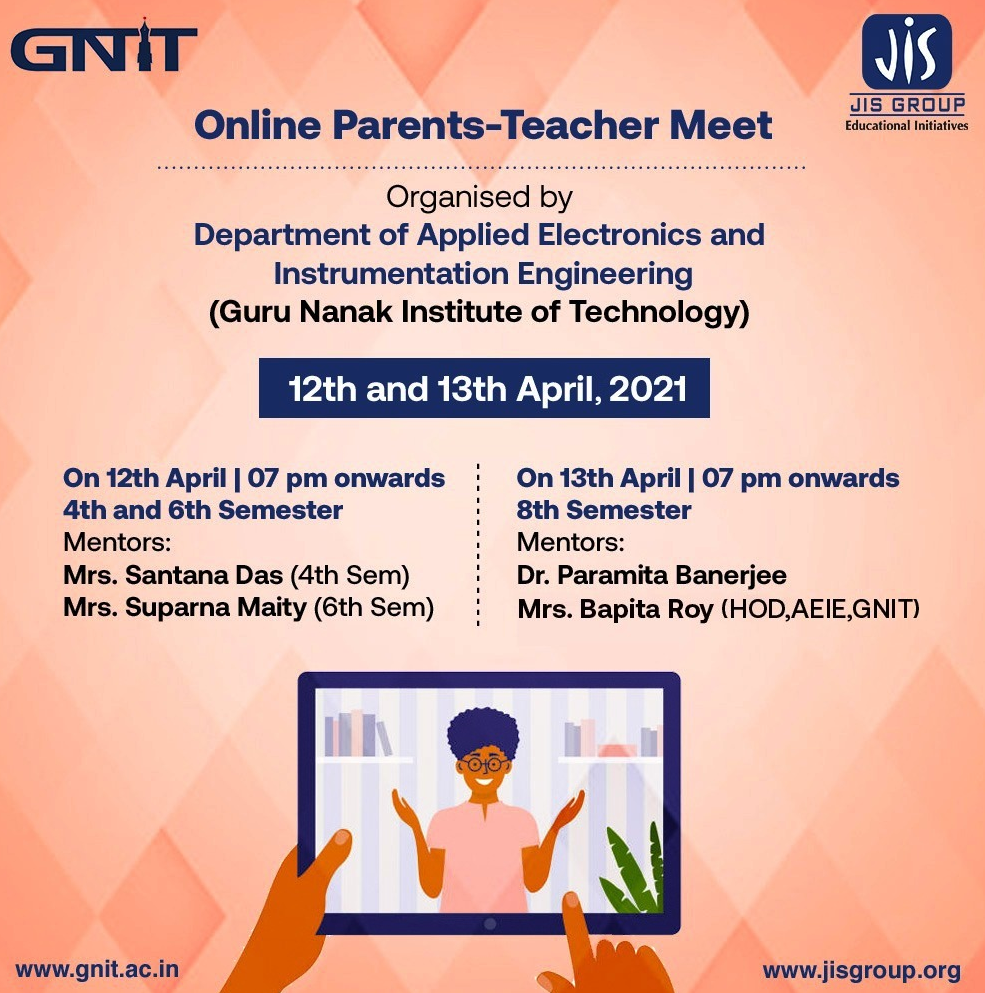 GNIT
JIS
JIS GROUP
Educational Initiatives
Online Parents-Teacher Meet
Organised by
Department of Applied Electronics and
Instrumentation Engineering
(Guru Nanak Institute of Technology)
12th and 13th April, 2021
On 12th April | 07 pm onwards
4th and 6th Semester
Mentors:
Mrs. Santana Das (4th Sem)
Mrs. Suparna Maity (6th Sem)
On 13th April | 07 pm onwards
8th Semester
Mentors:
Dr. Paramita Banerjee
Mrs. Bapita Roy (HOD,AEIE,GNIT)
www.gnit.ac.in
www.jisgroup.org